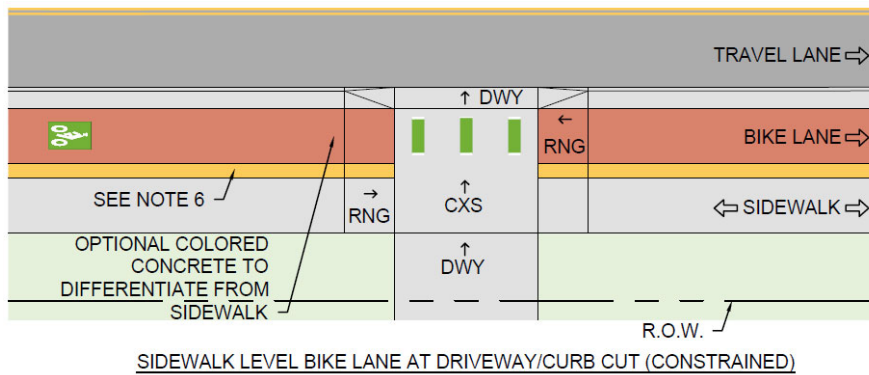 TRAVEL LANE
↑ DWY
←
RNG
BIKE LANE
SEE NOTE 6
→
RNG
↑
CXS
SIDEWALK
OPTIONAL COLORED
CONCRETE TO
DIFFERENTIATE FROM
SIDEWALK
↑
DWY
R.O.W.
SIDEWALK LEVEL BIKE LANE AT DRIVEWAY/CURB CUT (CONSTRAINED)